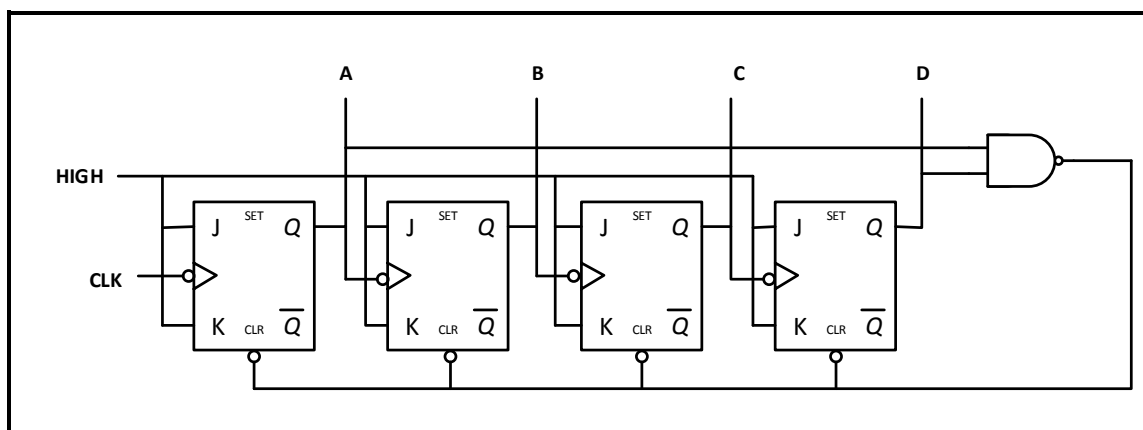 A B C D
HIGH
J SET Q J SET Q J SET Q J SET Q
CLK
K CLR Q̅ K CLR Q̅ K CLR Q̅ K CLR Q̅